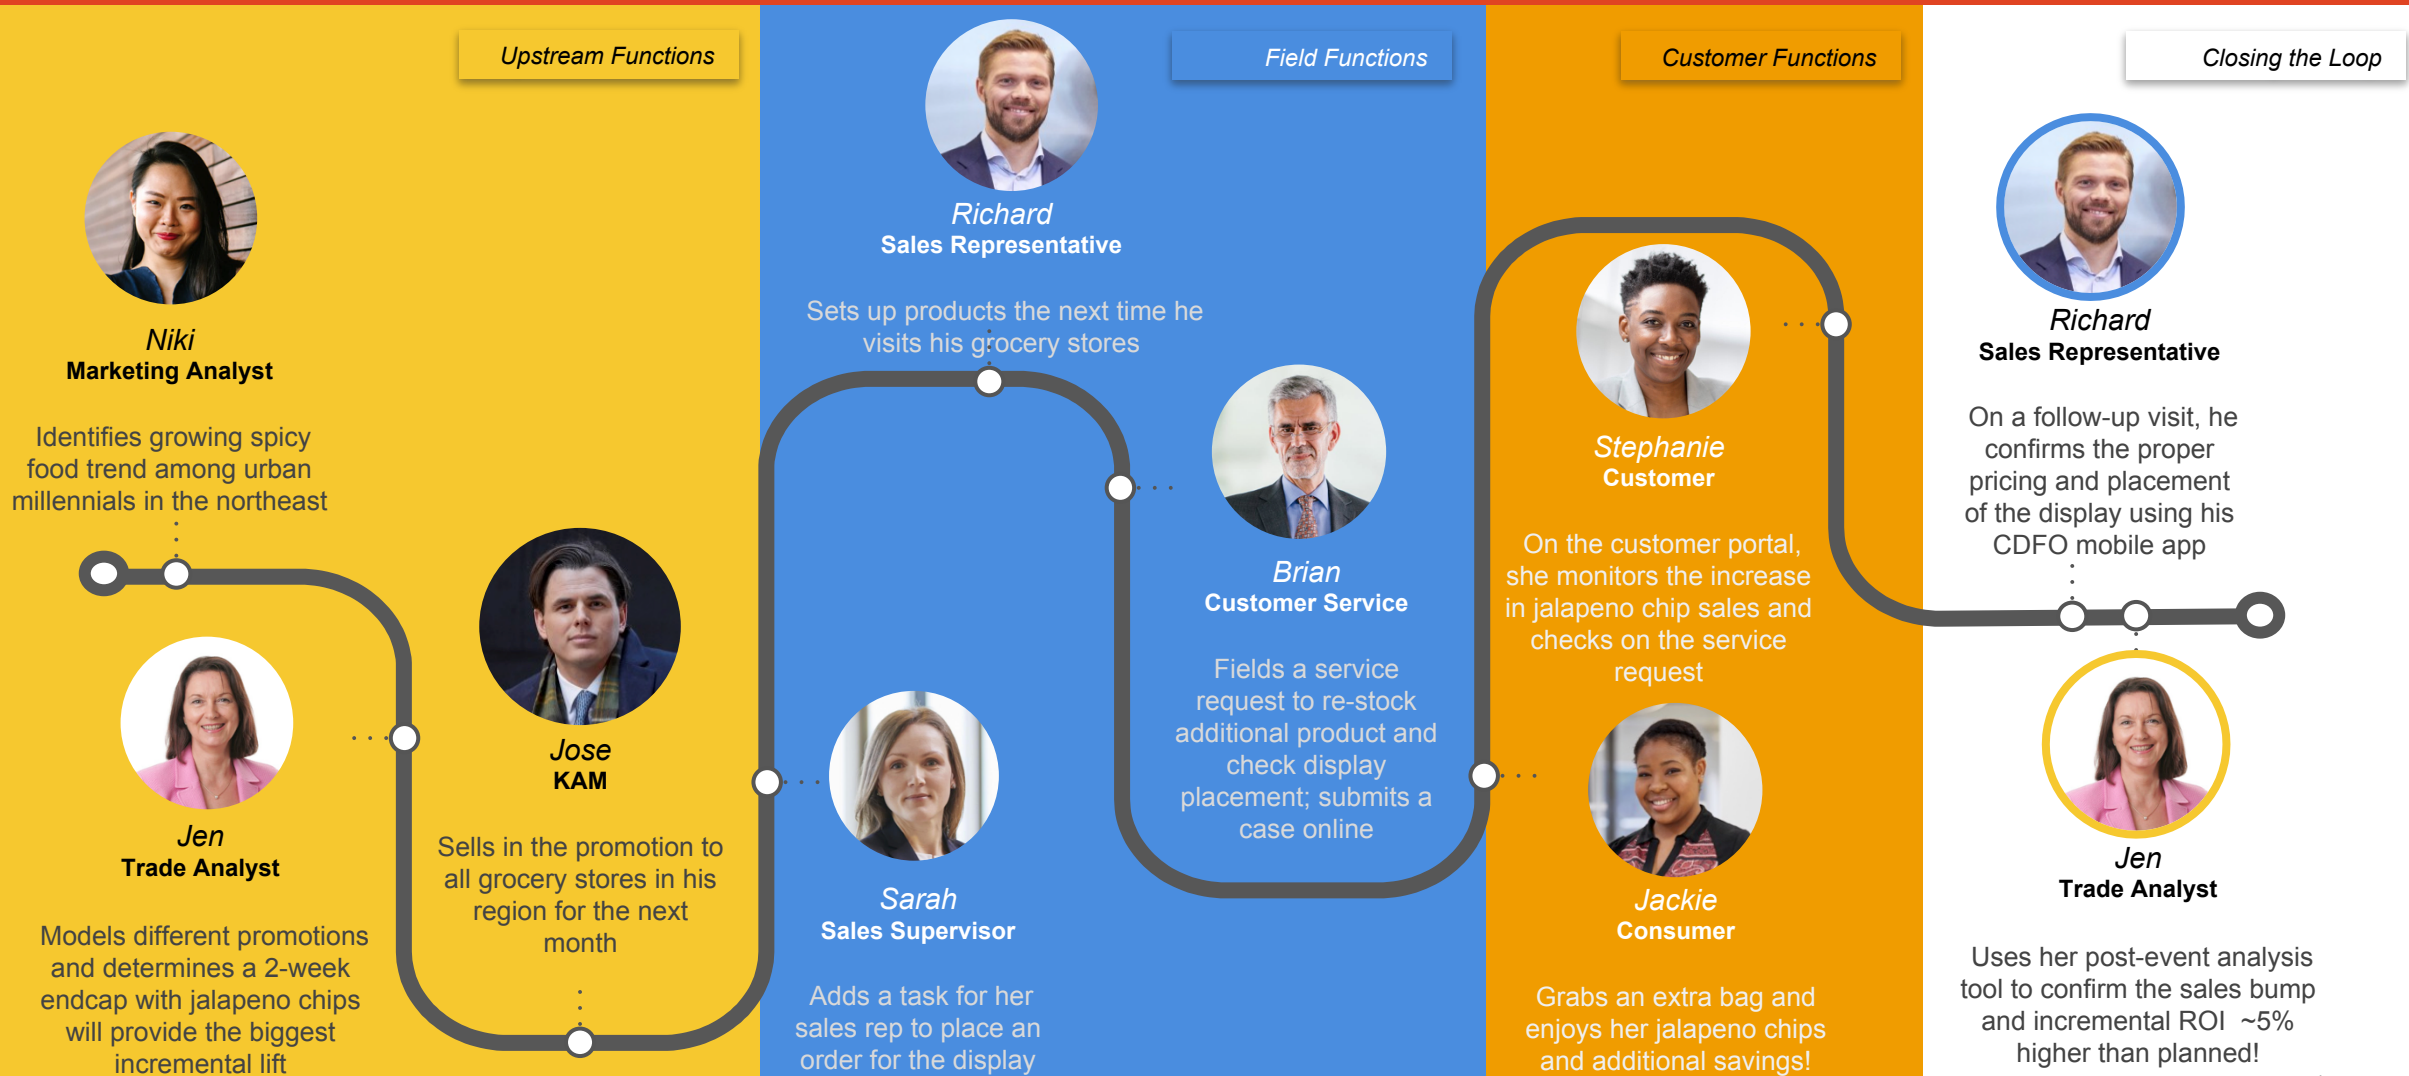 Upstream Functions
Niki
Marketing Analyst
Identifies growing spicy
food trend among urban
millennials in the northeast
Jen
Trade Analyst
Models different promotions
and determines a 2-week
endcap with jalapeno chips
will provide the biggest
incremental lift
Jose
KAM
Sells in the promotion to
all grocery stores in his
region for the next
month
Field Functions
Sarah
Sales Supervisor
Adds a task for her
sales rep to place an
order for the display
Richard
Sales Representative
Sets up products the next time he
visits his grocery stores
Brian
Customer Service
Fields a service
request to re-stock
additional product and
check display
placement; submits a
case online
Customer Functions
Jackie
Consumer
Grabs an extra bag and
enjoys her jalapeno chips
and additional savings!
Stephanie
Customer
On the customer portal,
she monitors the increase
in jalapeno chip sales and
checks on the service
request
Closing the Loop
Richard
Sales Representative
On a follow-up visit, he
confirms the proper
pricing and placement
of the display using his
CDFO mobile app
Jen
Trade Analyst
Uses her post-event analysis
tool to confirm the sales bump
and incremental ROI ~5%
higher than planned!